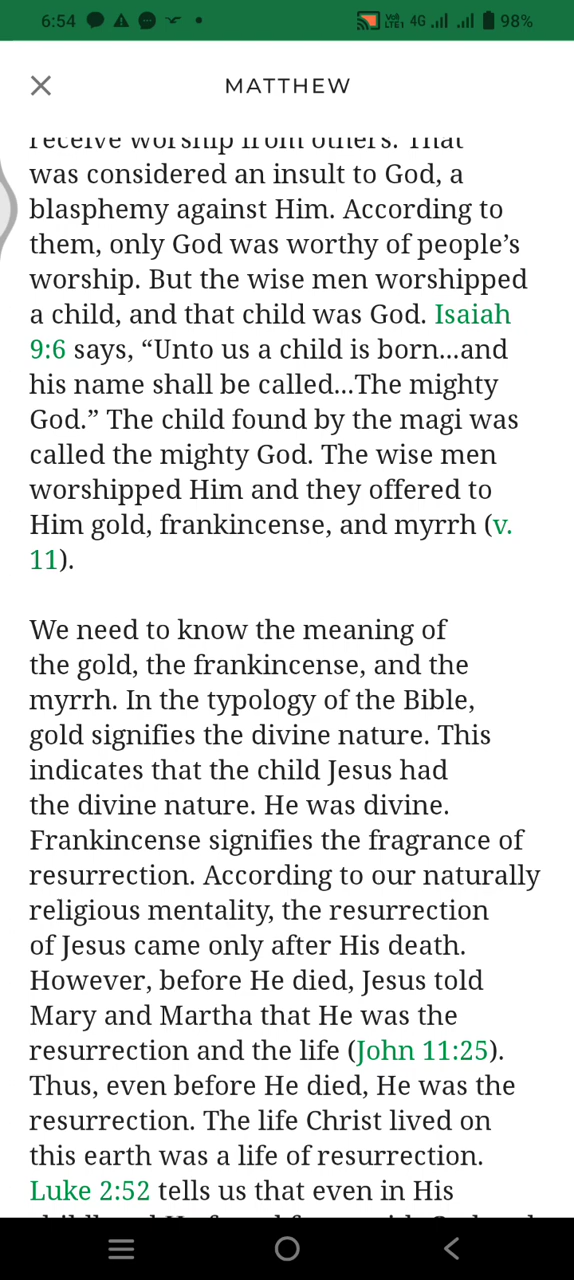 6:54
Vo)) LTE1 4G 98%
MATTHEW
receive worship from others. That
was considered an insult to God, a
blasphemy against Him. According to
them, only God was worthy of people’s
worship. But the wise men worshipped
a child, and that child was God. Isaiah
9:6 says, “Unto us a child is born...and
his name shall be called...The mighty
God.” The child found by the magi was
called the mighty God. The wise men
worshipped Him and they offered to
Him gold, frankincense, and myrrh (v.
11).
We need to know the meaning of
the gold, the frankincense, and the
myrrh. In the typology of the Bible,
gold signifies the divine nature. This
indicates that the child Jesus had
the divine nature. He was divine.
Frankincense signifies the fragrance of
resurrection. According to our naturally
religious mentality, the resurrection
of Jesus came only after His death.
However, before He died, Jesus told
Mary and Martha that He was the
resurrection and the life (John 11:25).
Thus, even before He died, He was the
resurrection. The life Christ lived on
this earth was a life of resurrection.
Luke 2:52 tells us that even in His